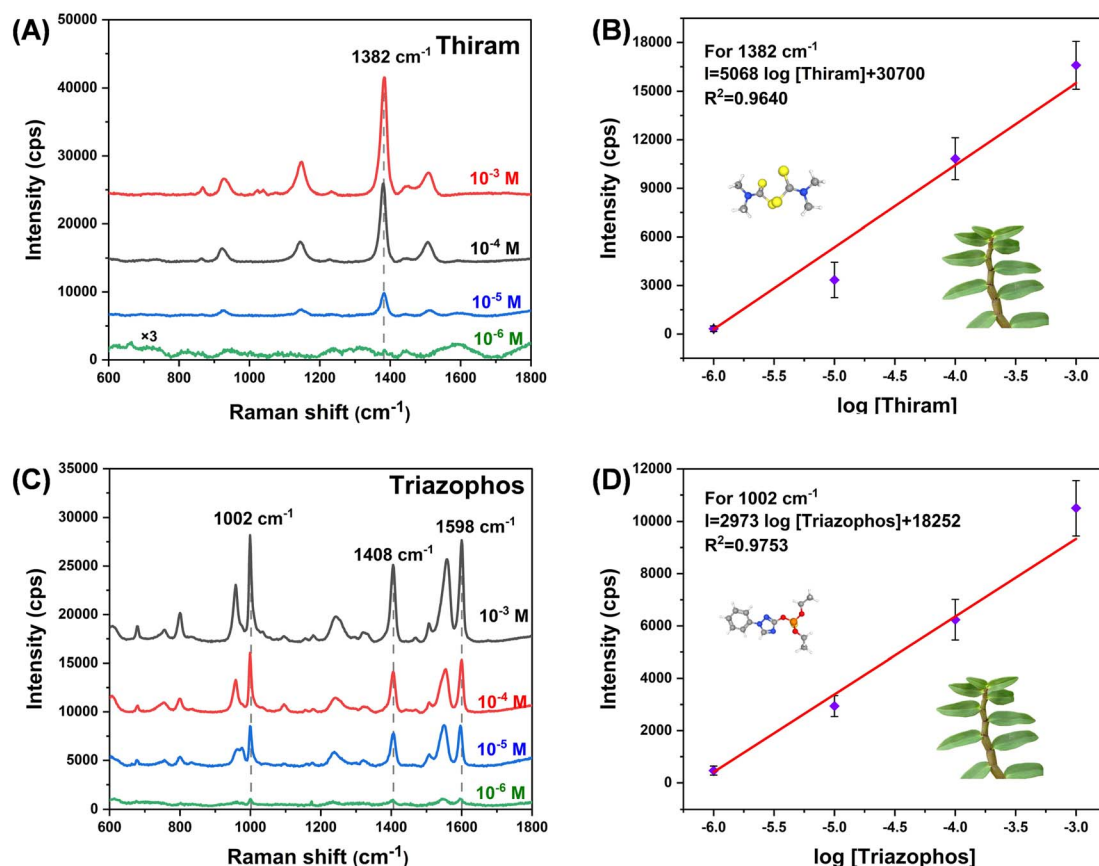 (A)
Thiram
1382 cm⁻¹
10⁻³ M
10⁻⁴ M
10⁻⁵ M
10⁻⁶ M
×3
50000
40000
30000
20000
10000
0
Intensity (cps)
600 800 1000 1200 1400 1600 1800
Raman shift (cm⁻¹)
(B)
For 1382 cm⁻¹
I=5068 log [Thiram]+30700
R²=0.9640
18000
15000
12000
9000
6000
3000
0
Intensity (cps)
-6.0 -5.5 -5.0 -4.5 -4.0 -3.5 -3.0
log [Thiram]
(C)
Triazophos
1002 cm⁻¹
1408 cm⁻¹
1598 cm⁻¹
10⁻³ M
10⁻⁴ M
10⁻⁵ M
10⁻⁶ M
35000
30000
25000
20000
15000
10000
5000
0
Intensity (cps)
600 800 1000 1200 1400 1600 1800
Raman shift (cm⁻¹)
(D)
For 1002 cm⁻¹
I=2973 log [Triazophos]+18252
R²=0.9753
12000
10000
8000
6000
4000
2000
0
Intensity (cps)
-6.0 -5.5 -5.0 -4.5 -4.0 -3.5 -3.0
log [Triazophos]